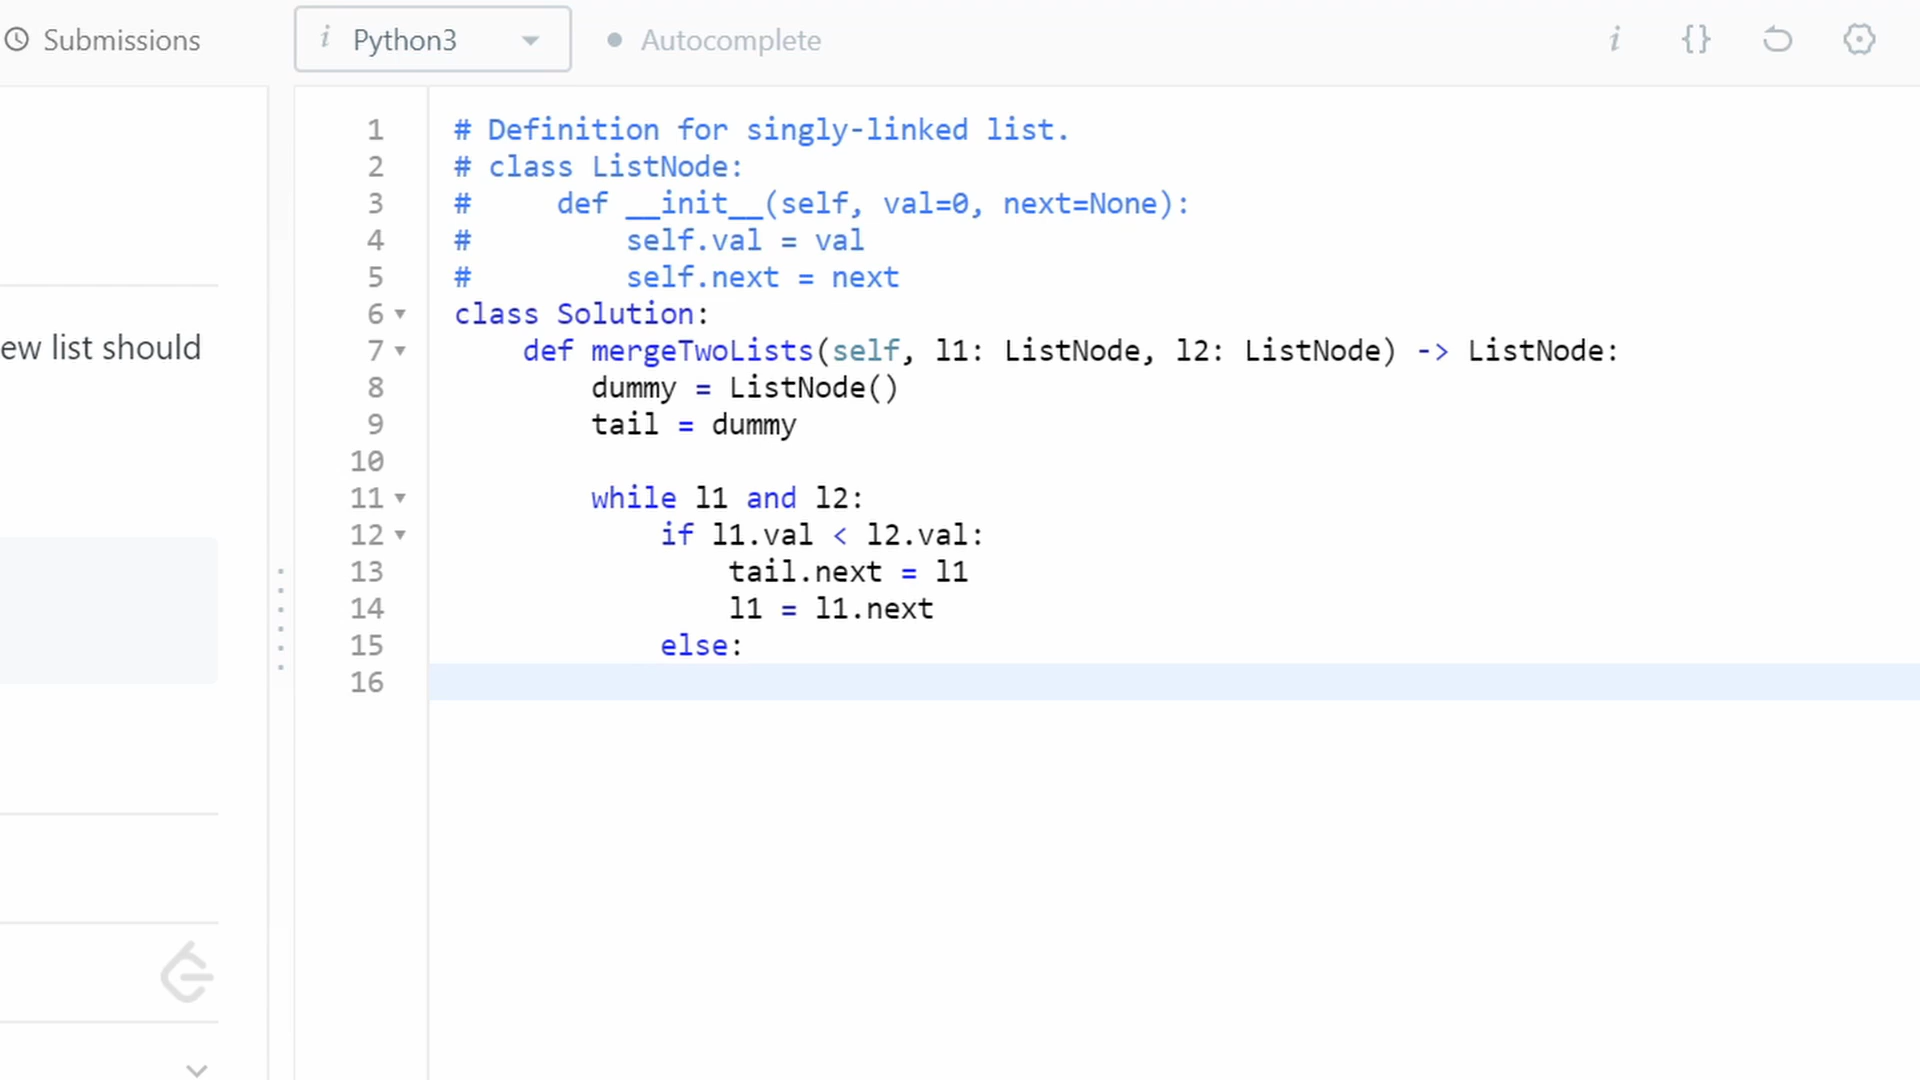 Submissions
i Python3
Autocomplete
i {}
ew list should
1 # Definition for singly-linked list.
2 # class ListNode:
3 #     def __init__(self, val=0, next=None):
4 #         self.val = val
5 #         self.next = next
6 class Solution:
7     def mergeTwoLists(self, l1: ListNode, l2: ListNode) -> ListNode:
8         dummy = ListNode()
9         tail = dummy
10
11         while l1 and l2:
12             if l1.val < l2.val:
13                 tail.next = l1
14                 l1 = l1.next
15             else:
16